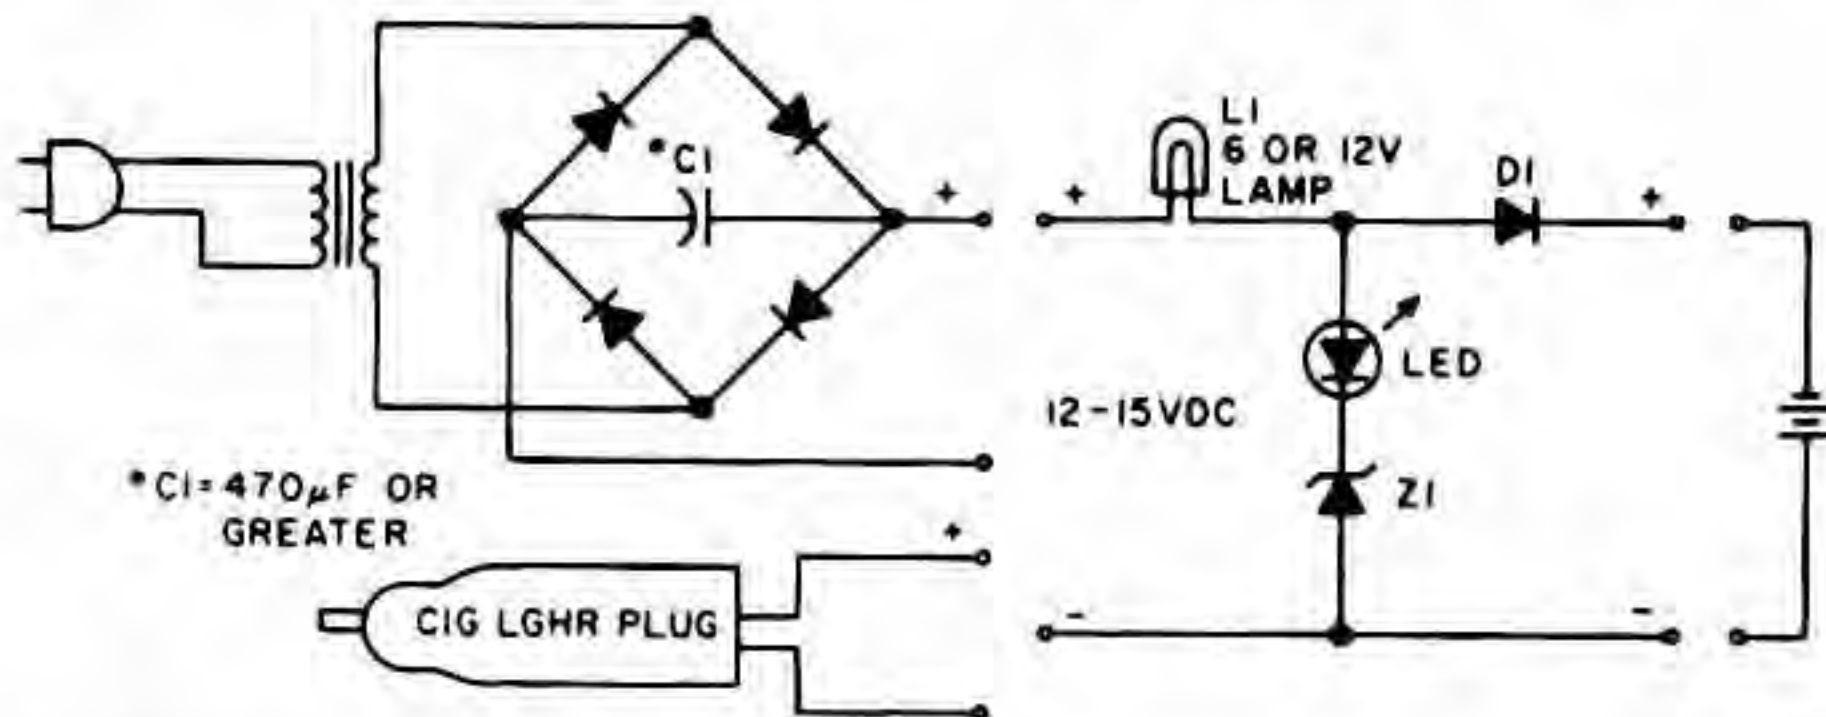 *C1
+
+
L1
6 OR 12V
LAMP
D1
+
LED
12-15VDC
*C1=470µF OR
GREATER
Z1
+
CIG LGHR PLUG
-
-